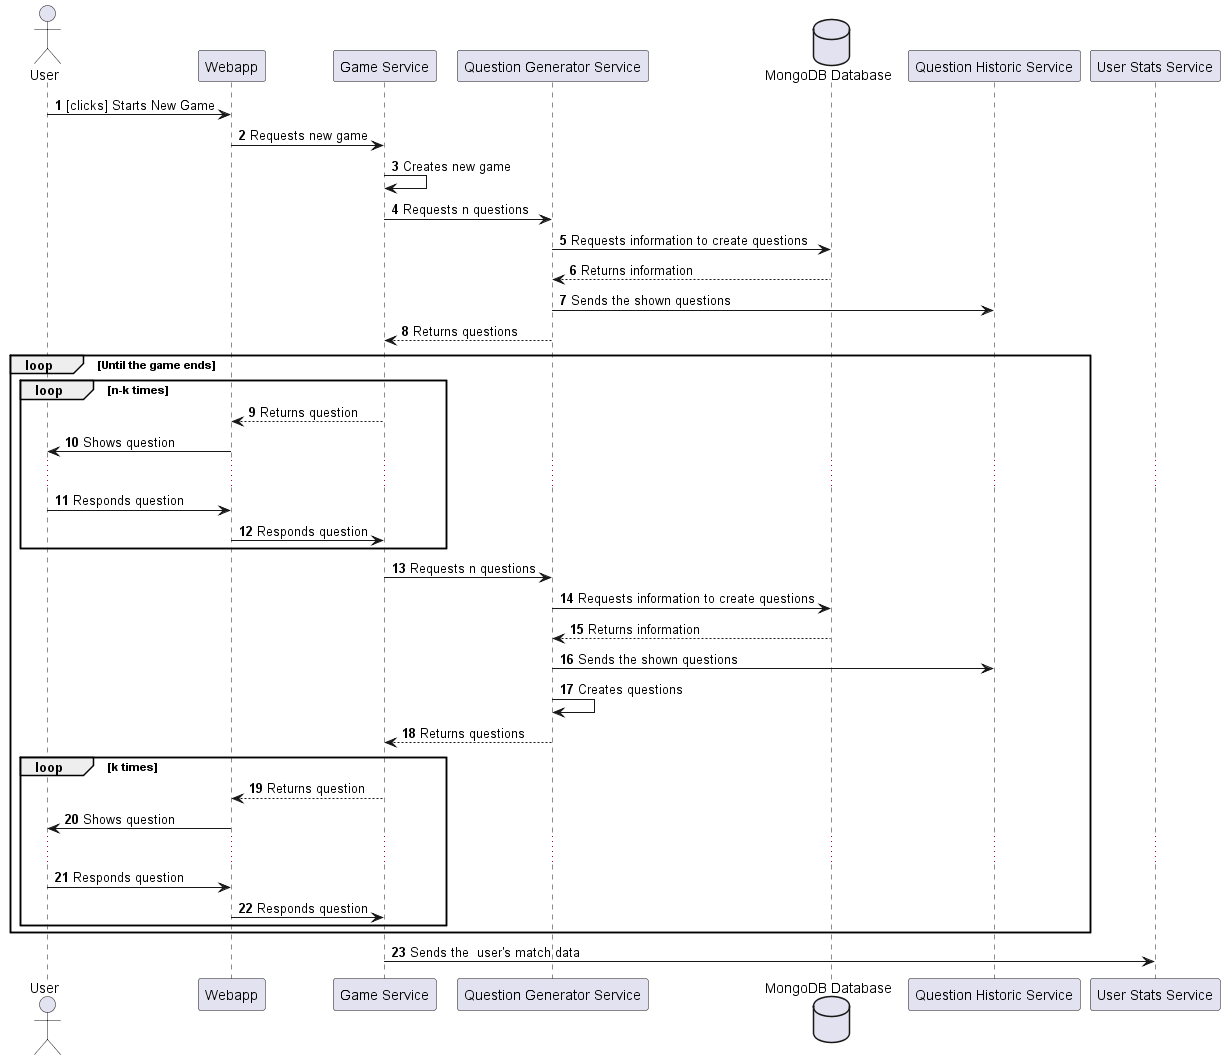 User
Webapp
Game Service
Question Generator Service
MongoDB Database
Question Historic Service
User Stats Service
1 [clicks] Starts New Game
2 Requests new game
3 Creates new game
4 Requests n questions
5 Requests information to create questions
6 Returns information
7 Sends the shown questions
8 Returns questions
loop [Until the game ends]
loop [n-k times]
9 Returns question
10 Shows question
11 Responds question
12 Responds question
13 Requests n questions
14 Requests information to create questions
15 Returns information
16 Sends the shown questions
17 Creates questions
18 Returns questions
loop [k times]
19 Returns question
20 Shows question
21 Responds question
22 Responds question
23 Sends the  user's match data
User
Webapp
Game Service
Question Generator Service
MongoDB Database
Question Historic Service
User Stats Service